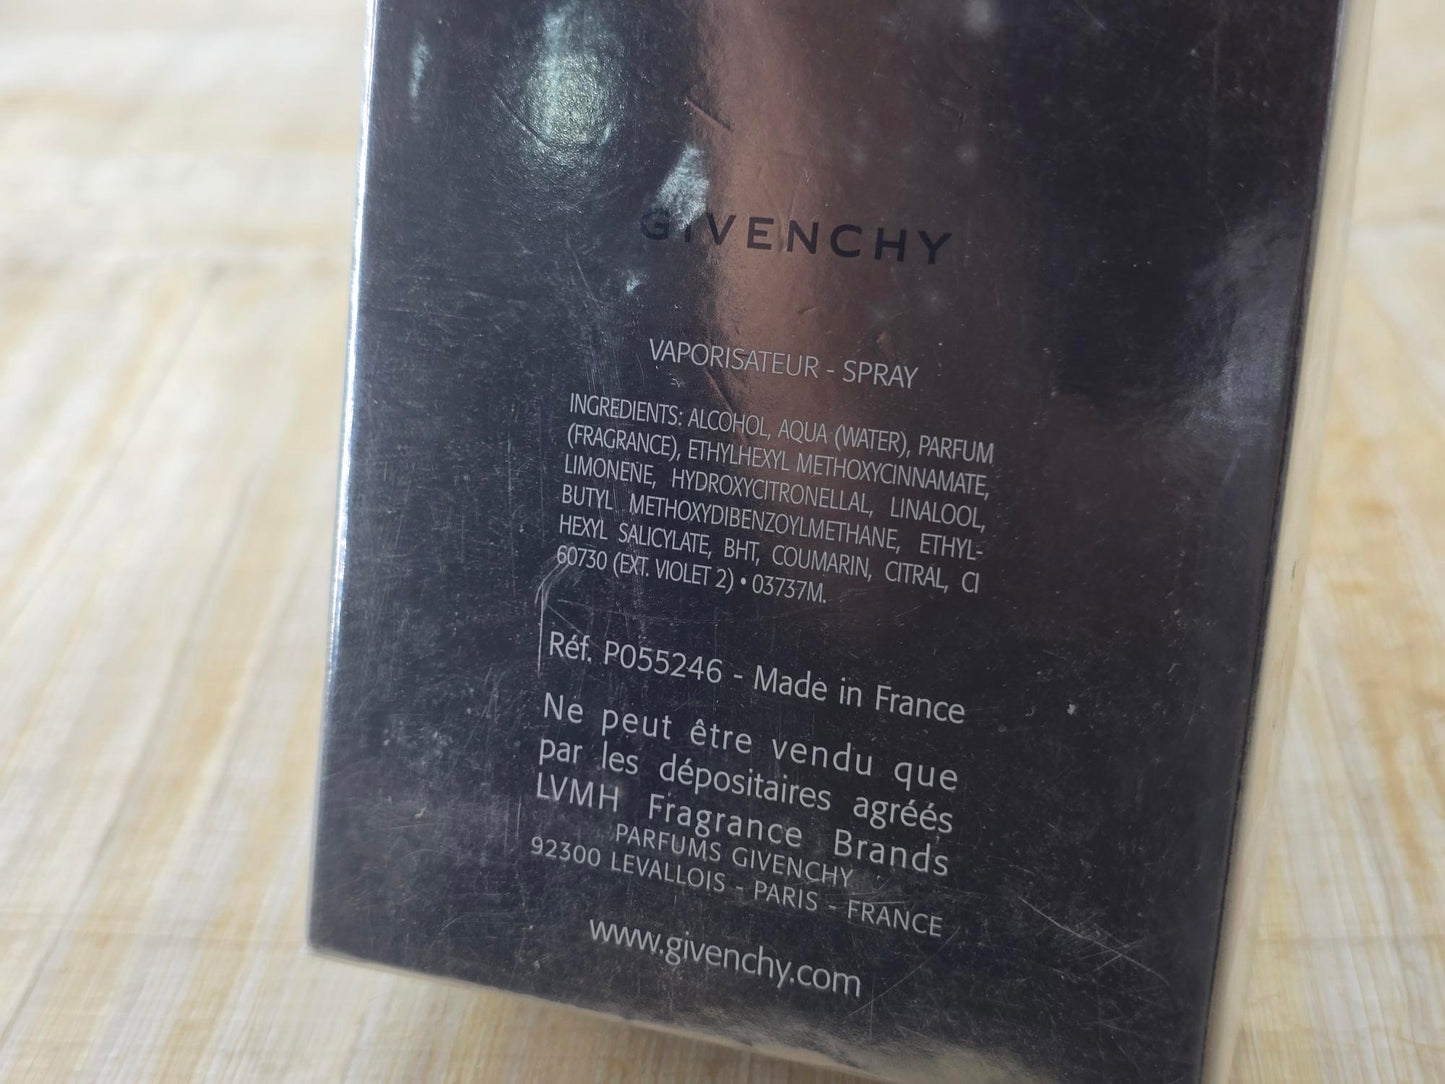 GIVENCHY
VAPORISATEUR - SPRAY
INGREDIENTS: ALCOHOL, AQUA (WATER), PARFUM
(FRAGRANCE), ETHYLHEXYL METHOXYCINNAMATE,
LIMONENE, HYDROXYCITRONELLAL, LINALOOL,
BUTYL METHOXYDIBENZOYLMETHANE, ETHYL-
HEXYL SALICYLATE, BHT, COUMARIN, CITRAL, CI
60730 (EXT. VIOLET 2) • 03737M.
Réf. P055246 - Made in France
Ne peut être vendu que
par les dépositaires agréés
LVMH Fragrance Brands
PARFUMS GIVENCHY
92300 LEVALLOIS - PARIS - FRANCE
www.givenchy.com